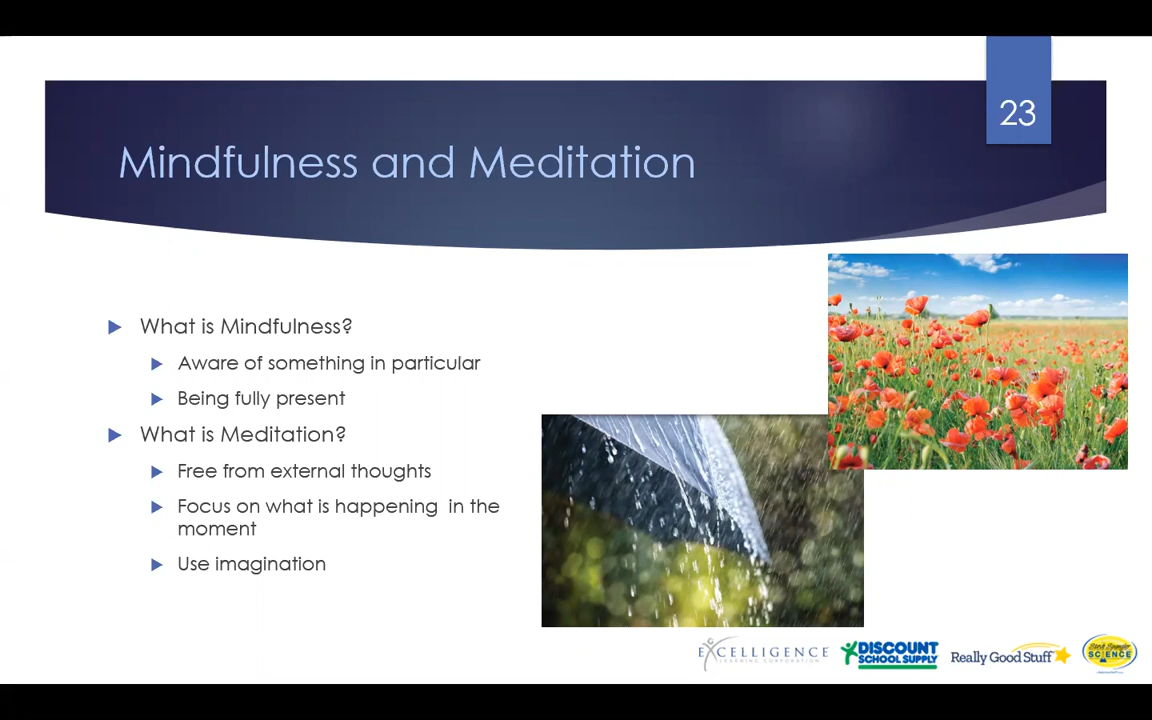 23
Mindfulness and Meditation
What is Mindfulness?
Aware of something in particular
Being fully present
What is Meditation?
Free from external thoughts
Focus on what is happening  in the
moment
Use imagination
EXCELLIGENCE
LEARNING CORPORATION
DISCOUNT
SCHOOL SUPPLY
Really Good Stuff
Steve Spangler
SCIENCE